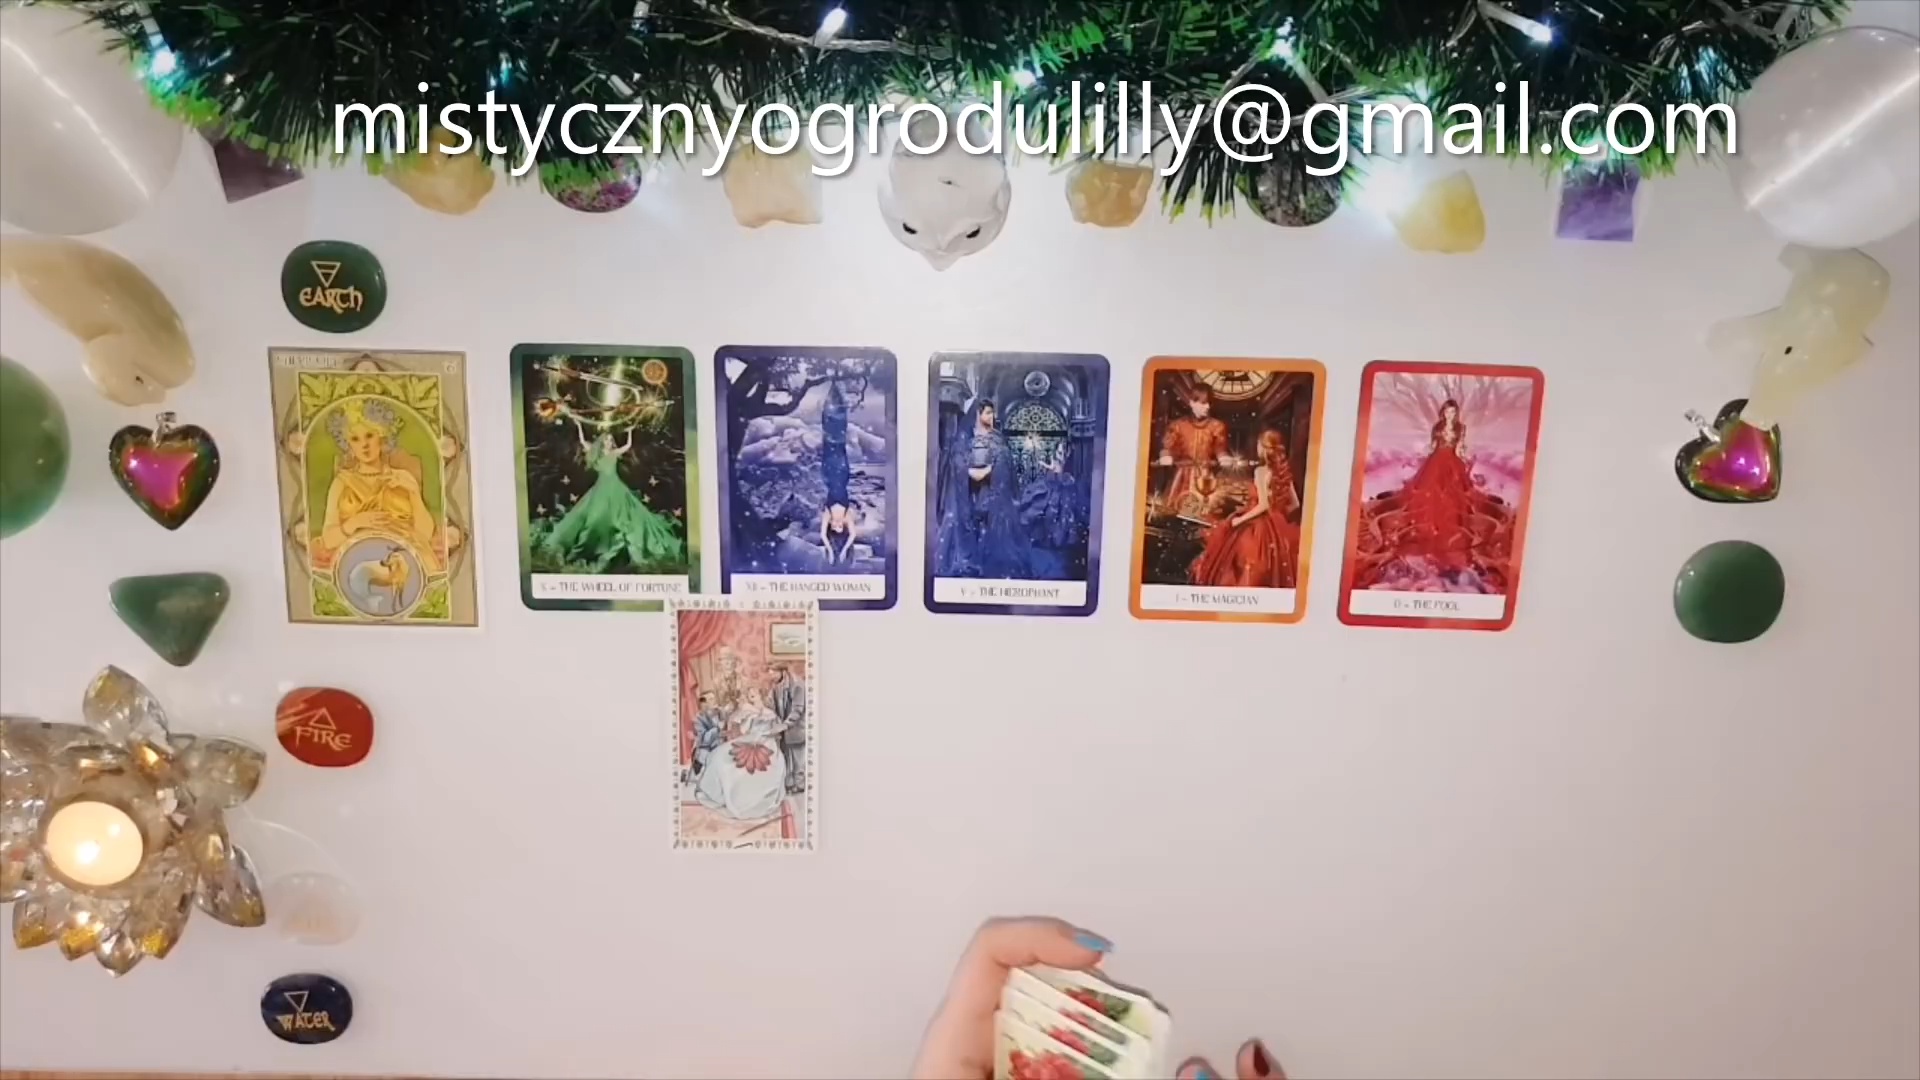 mistycznyogrodulilly@gmail.com
EARTH
X - THE WHEEL OF FORTUNE
XII - THE HANGED WOMAN
V - THE HIEROPHANT
I - THE MAGICIAN
0 - THE FOOL
FIRE
WATER